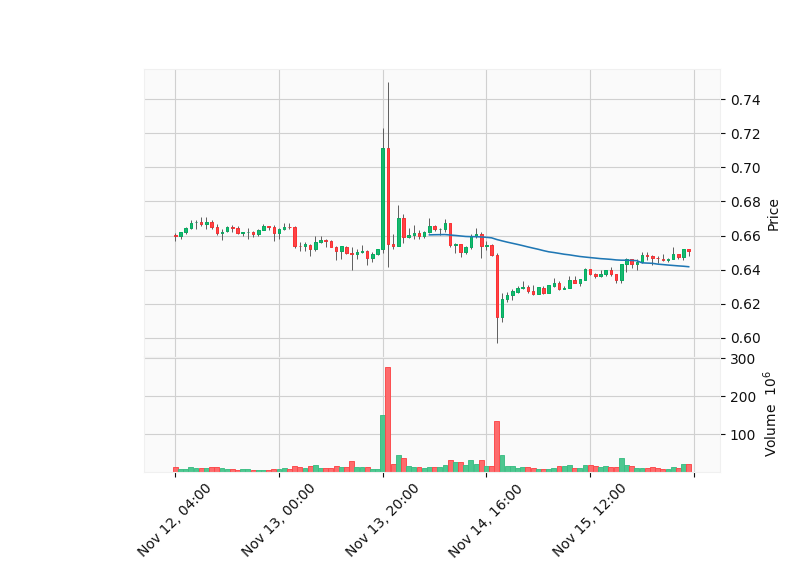 0.74
0.72
0.70
0.68
0.66
0.64
0.62
0.60
Price
300
200
100
Volume 10⁶
Nov 12, 04:00
Nov 13, 00:00
Nov 13, 20:00
Nov 14, 16:00
Nov 15, 12:00